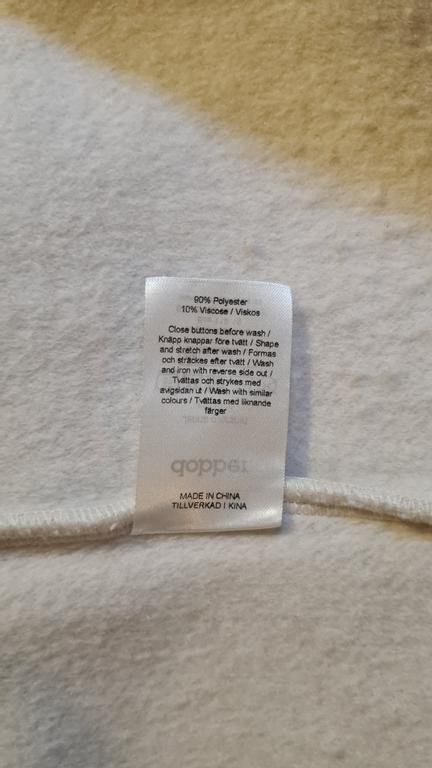 90% Polyester
10% Viscose / Viskos
Close buttons before wash /
Knäpp knappar före tvätt / Shape
and stretch after wash / Formas
och sträckes efter tvätt / Wash
and iron with reverse side out /
Tvättas och strykes med
avigsidan ut / Wash with similar
colours / Tvättas med liknande
färger
MADE IN CHINA
TILLVERKAD I KINA